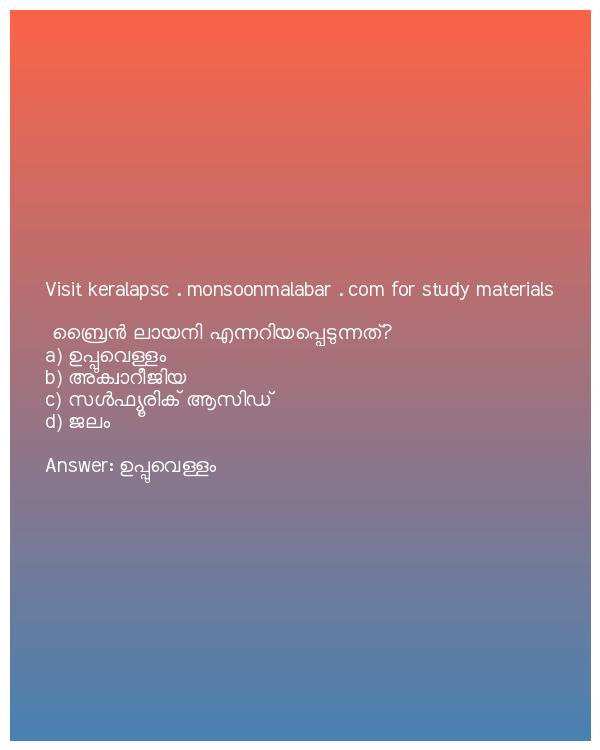 Visit keralapsc . monsoonmalabar . com for study materials
ബ്രൈൻ ലായനി എന്നറിയപ്പെടുന്നത്?
a) ഉപ്പുവെള്ളം
b) അക്വാറീജിയ
c) സൾഫ്യൂരിക് ആസിഡ്
d) ജലം
Answer: ഉപ്പുവെള്ളം